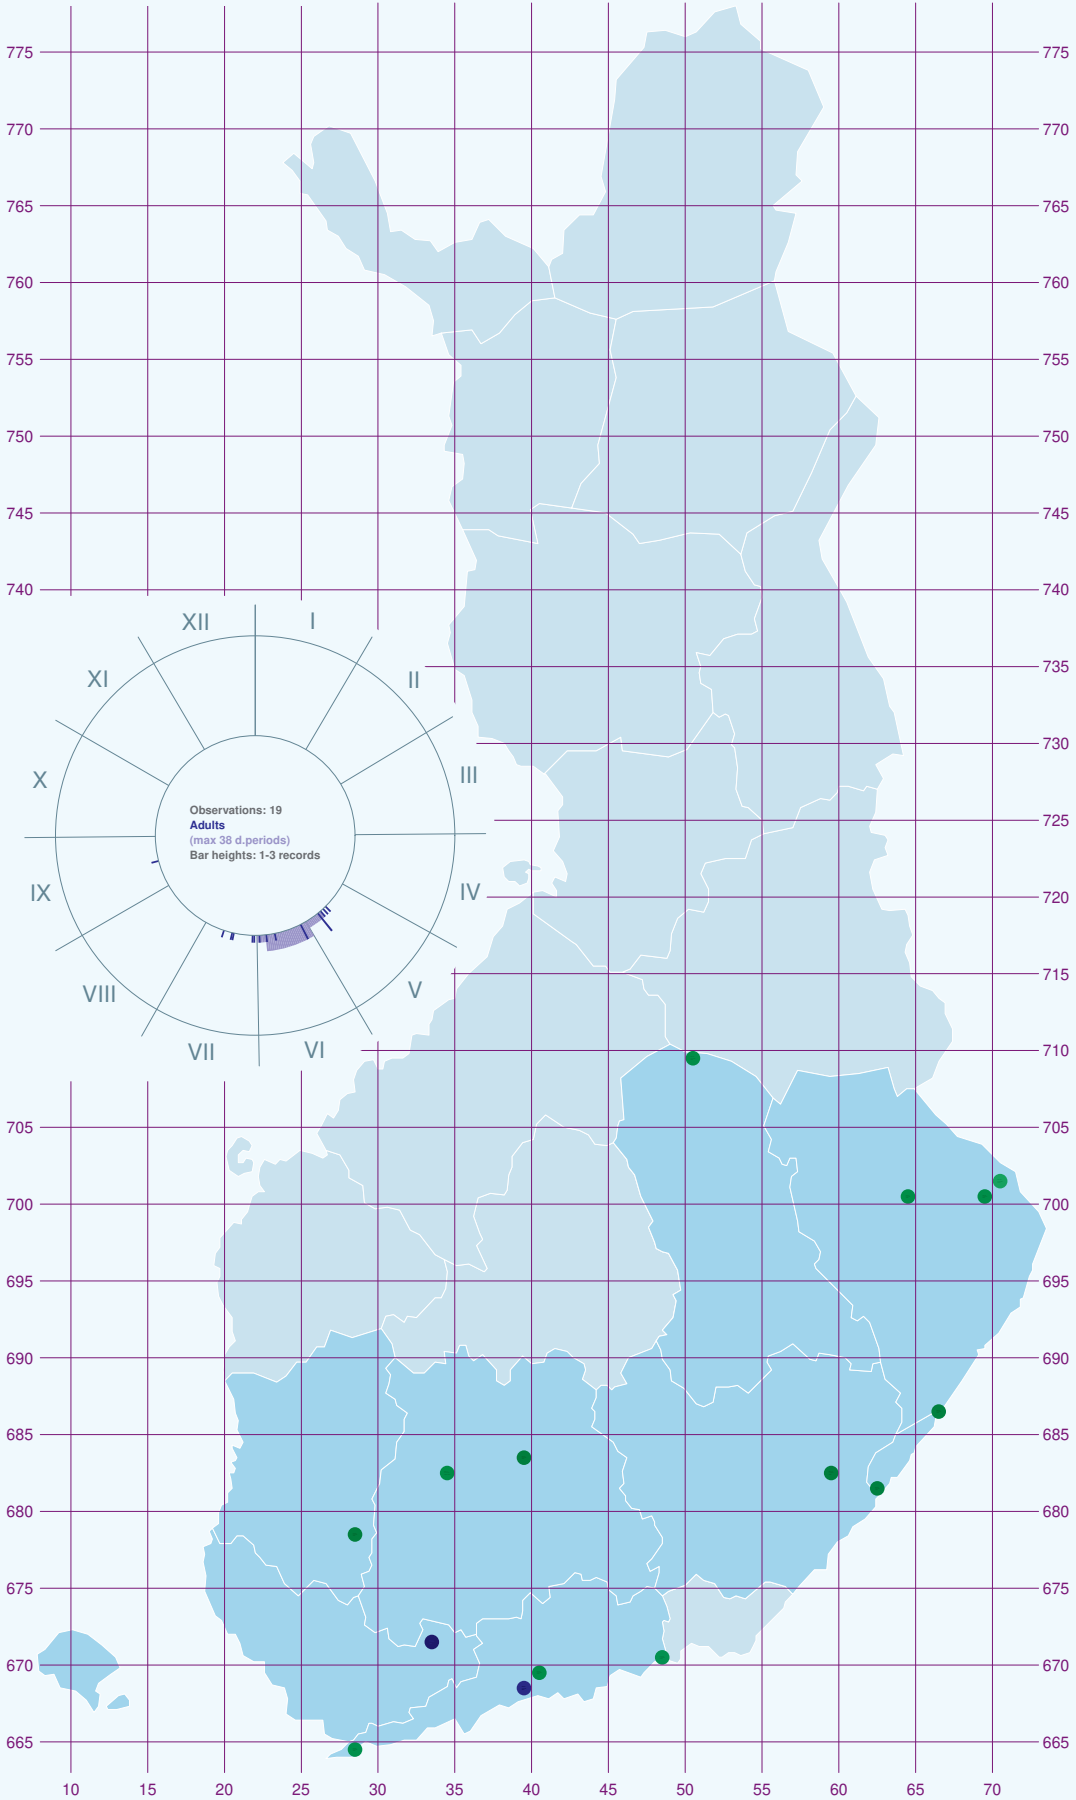 775 775
770 770
765 765
760 760
755 755
750 750
745 745
740 740
XII I
XI II
735
730
X III
Observations: 19
Adults
(max 38 d.periods)
Bar heights: 1-3 records
725
IX IV
720
VIII V
715
VII VI
710
705 705
700 700
695 695
690 690
685 685
680 680
675 675
670 670
665 665
10 15 20 25 30 35 40 45 50 55 60 65 70